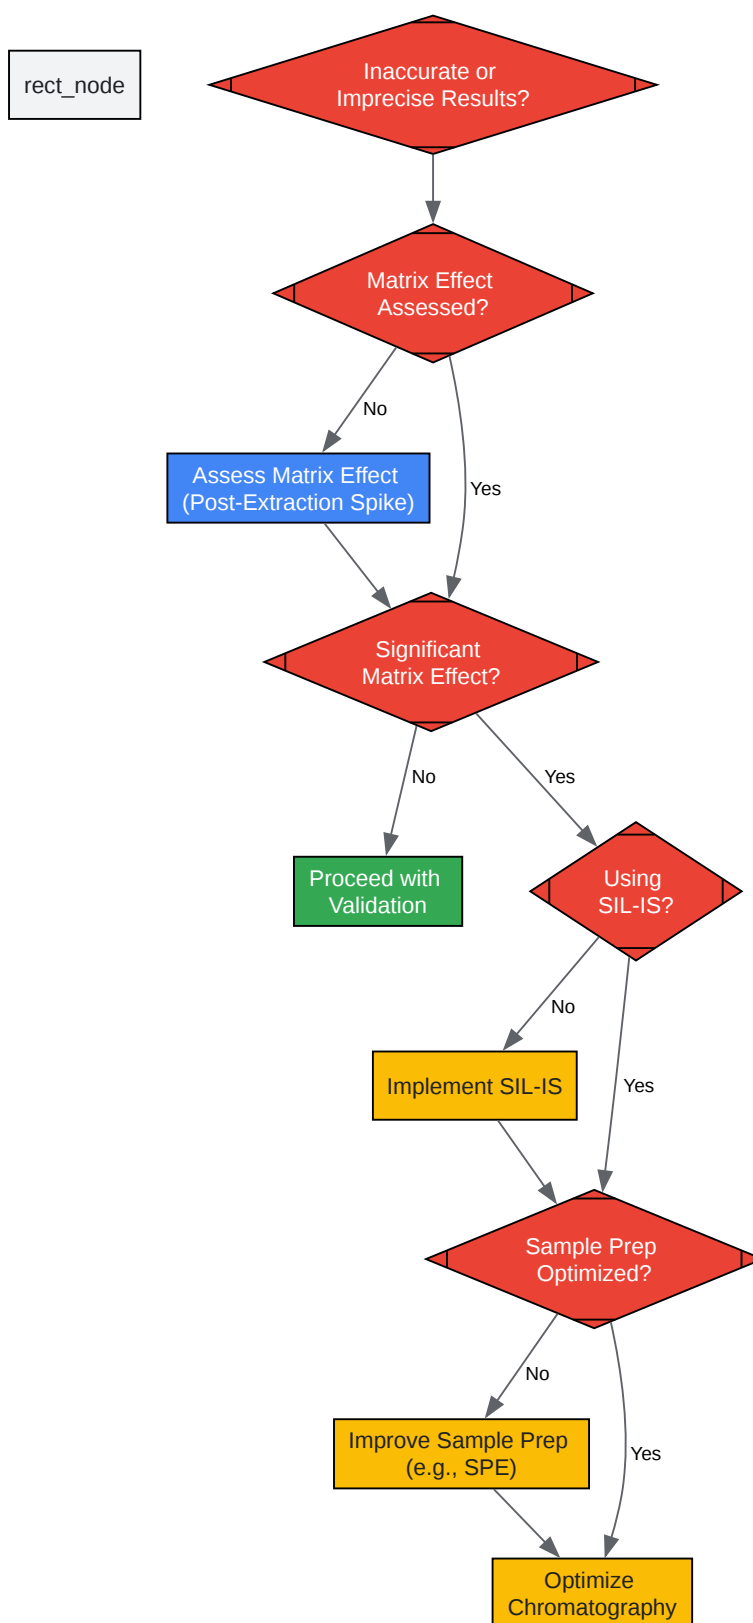 rect_node
Inaccurate or
Imprecise Results?
Matrix Effect
Assessed?
No
Yes
Assess Matrix Effect
(Post-Extraction Spike)
Significant
Matrix Effect?
No
Yes
Proceed with
Validation
Using
SIL-IS?
No
Yes
Implement SIL-IS
Sample Prep
Optimized?
No
Yes
Improve Sample Prep
(e.g., SPE)
Optimize
Chromatography